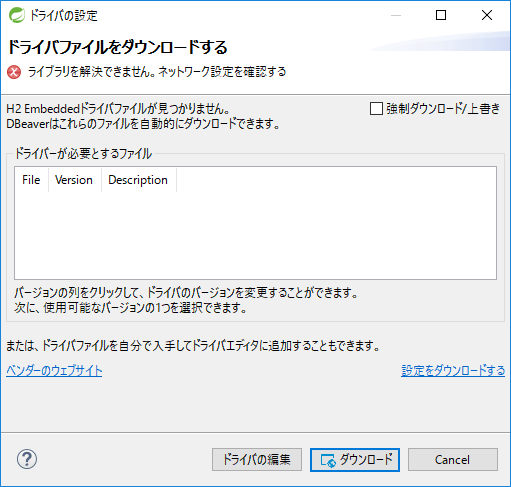 ドライバの設定
ドライバファイルをダウンロードする
ライブラリを解決できません。ネットワーク設定を確認する
H2 Embeddedドライバファイルが見つかりません。
DBeaverはこれらのファイルを自動的にダウンロードできます。
強制ダウンロード/上書き
ドライバーが必要とするファイル
File Version Description
バージョンの列をクリックして、ドライバのバージョンを変更することができます。
次に、使用可能なバージョンの1つを選択できます。
または、ドライバファイルを自分で入手してドライバエディタに追加することもできます。
ベンダーのウェブサイト 設定をダウンロードする
? ドライバの編集 ダウンロード Cancel